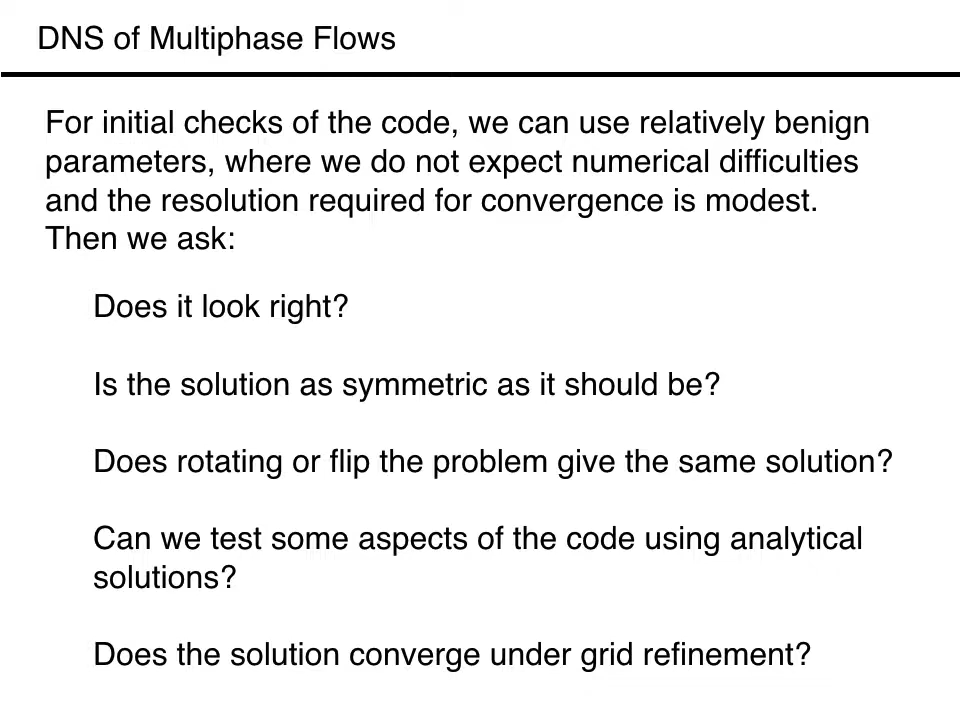 DNS of Multiphase Flows
For initial checks of the code, we can use relatively benign
parameters, where we do not expect numerical difficulties
and the resolution required for convergence is modest.
Then we ask:
Does it look right?
Is the solution as symmetric as it should be?
Does rotating or flip the problem give the same solution?
Can we test some aspects of the code using analytical
solutions?
Does the solution converge under grid refinement?